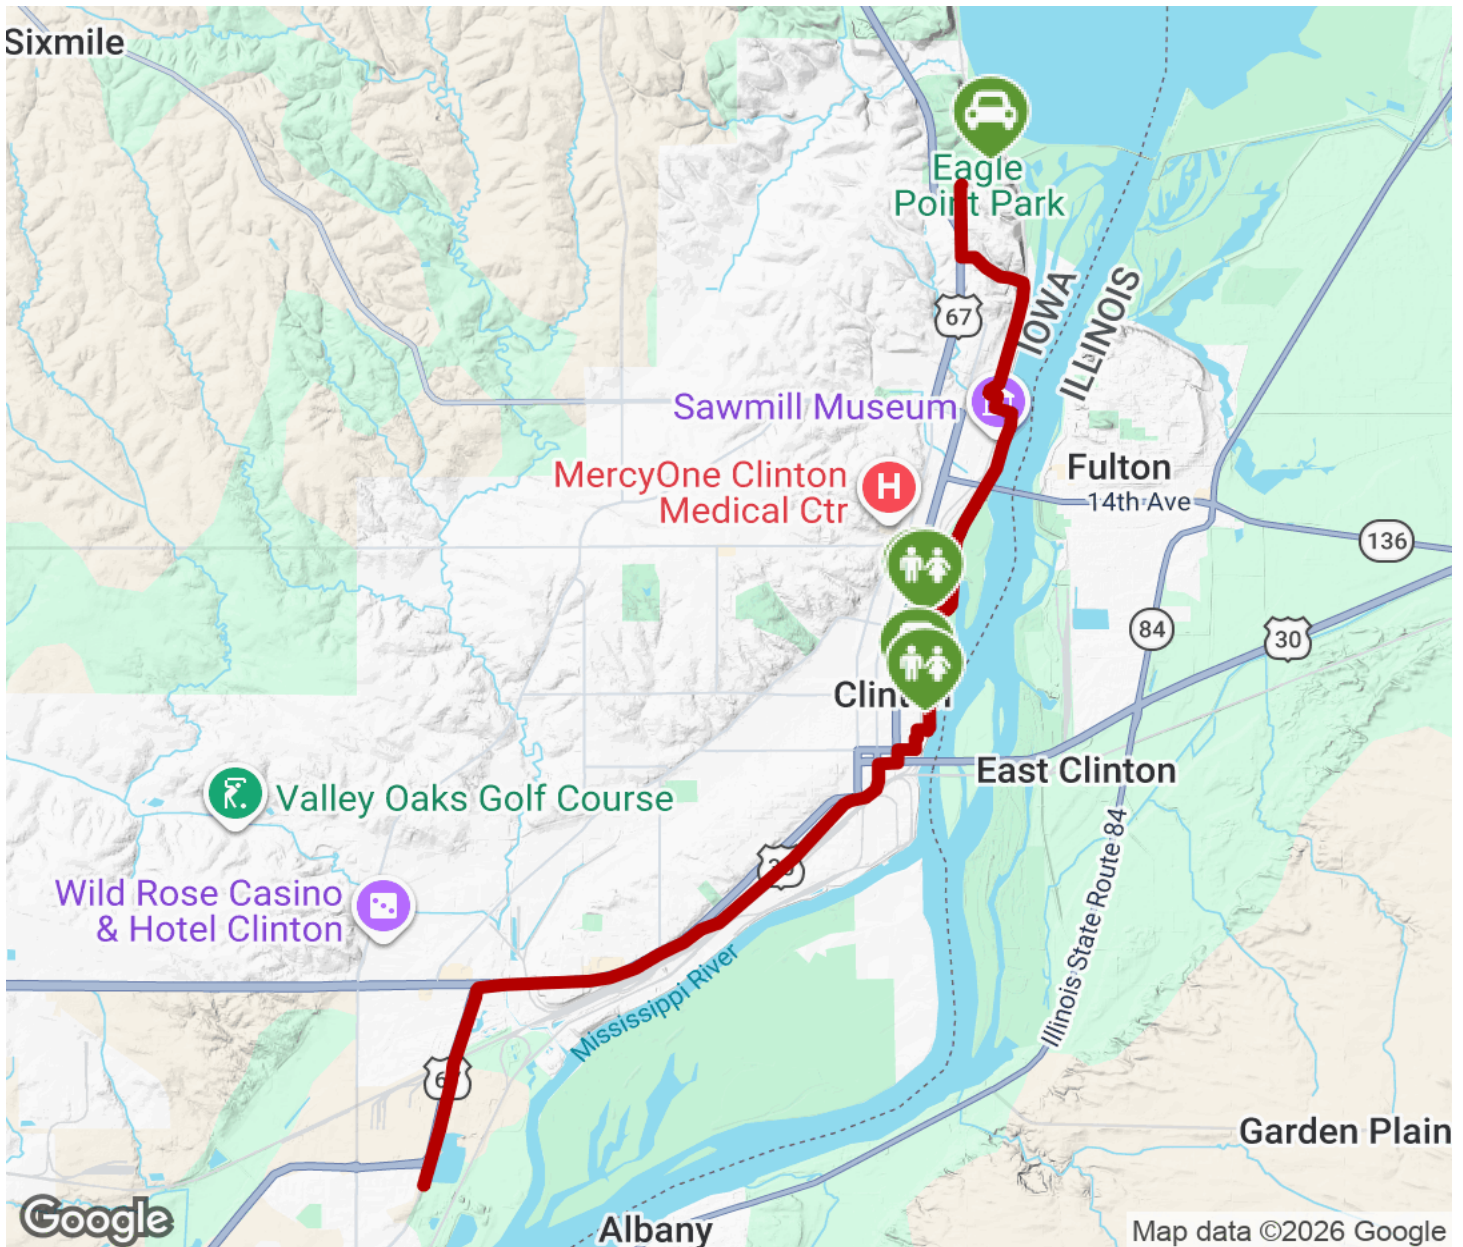 Sixmile
Eagle
Point Park
IOWA
ILLINOIS
67
Sawmill Museum
MercyOne Clinton
Medical Ctr
H
Fulton
14th Ave
136
84
30
Clinton
East Clinton
Valley Oaks Golf Course
Illinois State Route 84
Wild Rose Casino
& Hotel Clinton
Mississippi River
Garden Plain
Albany
Google
Map data ©2026 Google